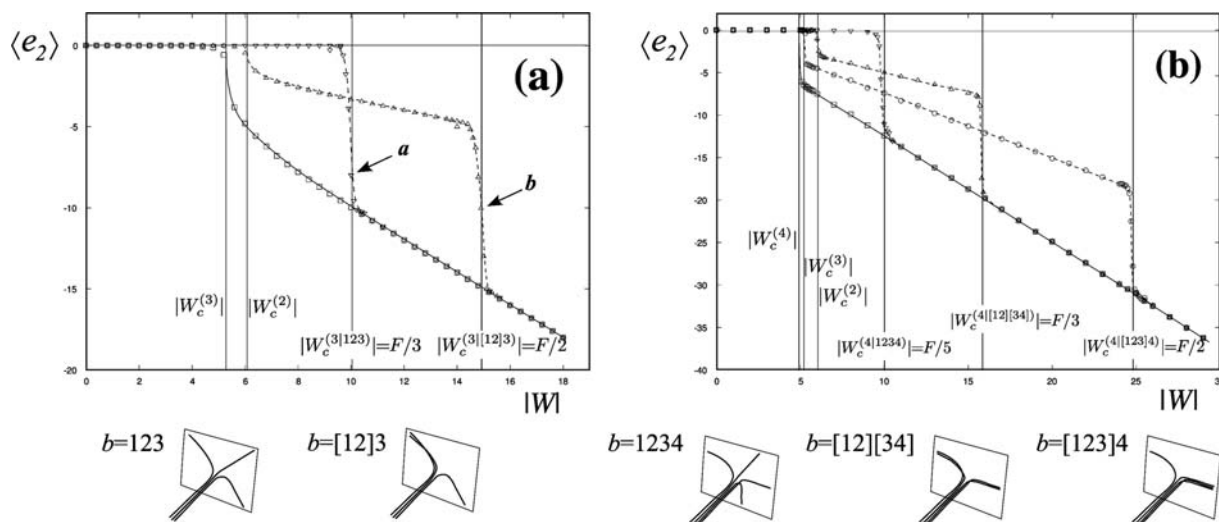 ⟨e₂⟩
(a)
0
-5
-10
-15
-20
a
b
|W_c^(3)|
|W_c^(2)|
|W_c^(3|123)|=F/3
|W_c^(3|[12]3)|=F/2
0 2 4 6 8 10 12 14 16 18
|W|
⟨e₂⟩
(b)
0
-5
-10
-15
-20
-25
-30
-35
-40
|W_c^(4)|
|W_c^(3)|
|W_c^(2)|
|W_c^(4|[12][34])|=F/3
|W_c^(4|1234)|=F/5
|W_c^(4|[123]4)|=F/2
0 5 10 15 20 25
|W|
b=123
b=[12]3
b=1234
b=[12][34]
b=[123]4